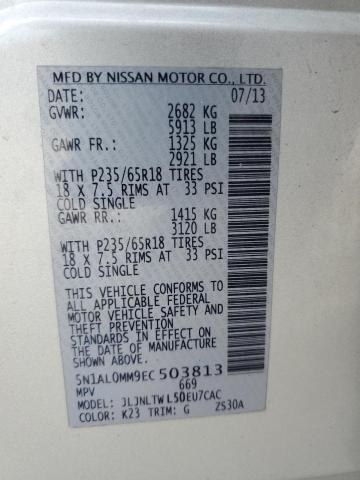 MFD BY NISSAN MOTOR CO., LTD.
DATE: 07/13
GVWR: 2682 KG
5913 LB
GAWR FR.: 1325 KG
2921 LB
WITH P235/65R18 TIRES
18 X 7.5 RIMS AT 33 PSI
COLD SINGLE
GAWR RR.: 1415 KG
3120 LB
WITH P235/65R18 TIRES
18 X 7.5 RIMS AT 33 PSI
COLD SINGLE
THIS VEHICLE CONFORMS TO
ALL APPLICABLE FEDERAL
MOTOR VEHICLE SAFETY AND
THEFT PREVENTION
STANDARDS IN EFFECT ON
THE DATE OF MANUFACTURE
SHOWN ABOVE.
5N1AL0MM9EC503813
MPV 669
MODEL: JLJNLTWL50EU7CAC
COLOR: K23 TRIM: G ZS30A